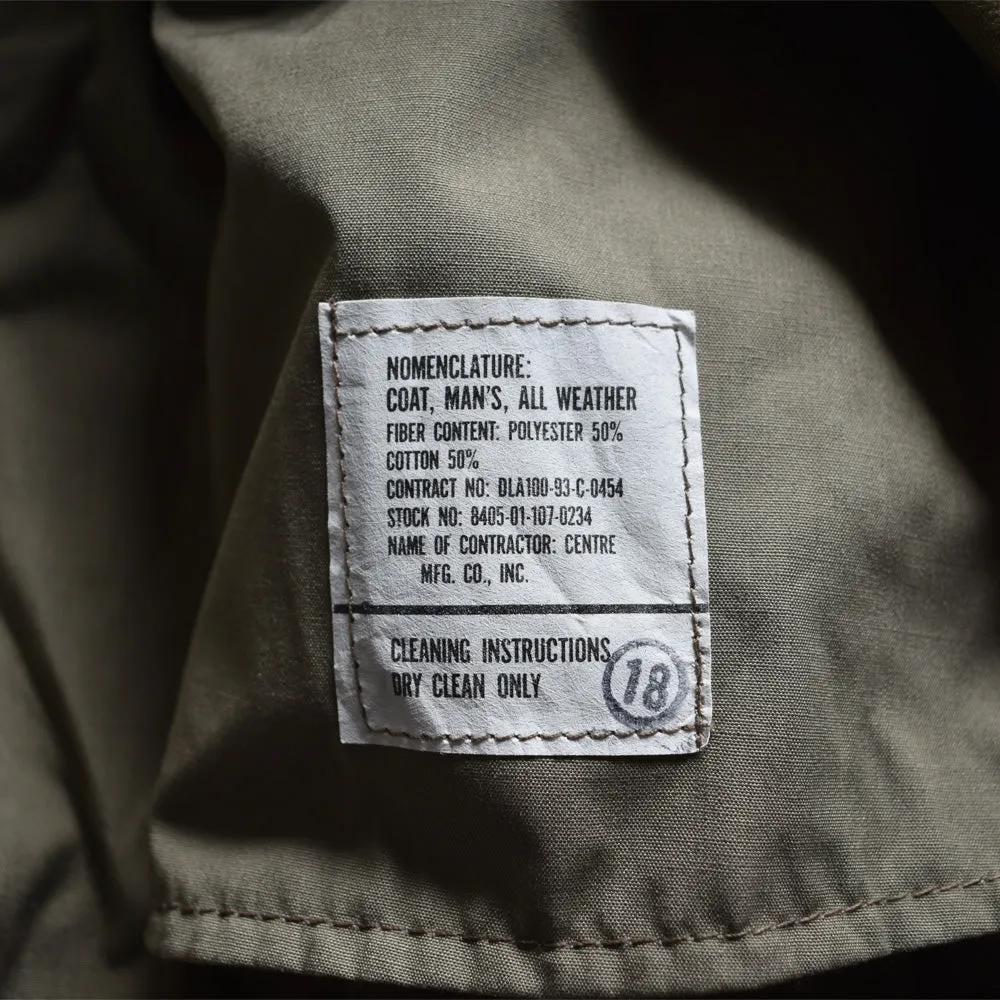 NOMENCLATURE:
COAT, MAN'S, ALL WEATHER
FIBER CONTENT: POLYESTER 50%
COTTON 50%
CONTRACT NO: DLA100-93-C-0454
STOCK NO: 8405-01-107-0234
NAME OF CONTRACTOR: CENTRE
MFG. CO., INC.
CLEANING INSTRUCTIONS
DRY CLEAN ONLY
18